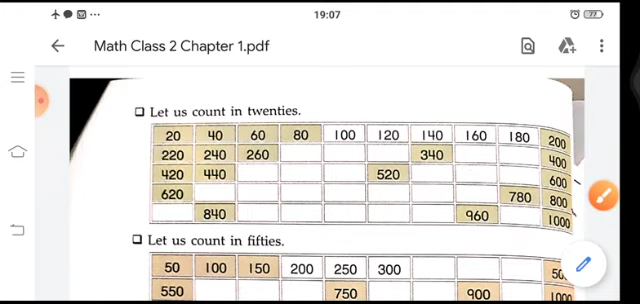 19:07
77
Math Class 2 Chapter 1.pdf
Let us count in twenties.
20 40 60 80 100 120 140 160 180 200
220 240 260 340 400
420 440 520 600
620 780 800
840 960 1000
Let us count in fifties.
50 100 150 200 250 300
550 750 900 1000